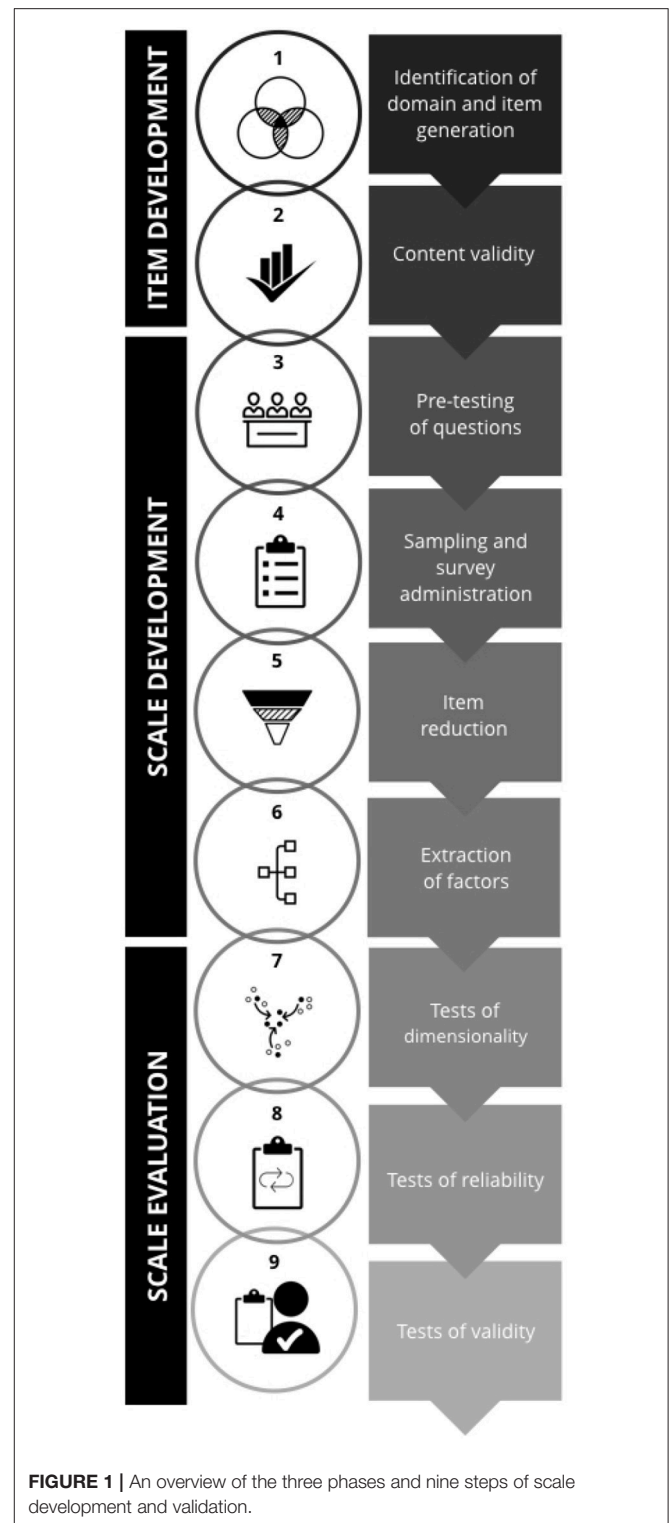 ITEM DEVELOPMENT
1
Identification of
domain and item
generation
2
Content validity
SCALE DEVELOPMENT
3
Pre-testing
of questions
4
Sampling and
survey
administration
5
Item
reduction
6
Extraction
of factors
SCALE EVALUATION
7
Tests of
dimensionality
8
Tests of reliability
9
Tests of validity
FIGURE 1 | An overview of the three phases and nine steps of scale
development and validation.